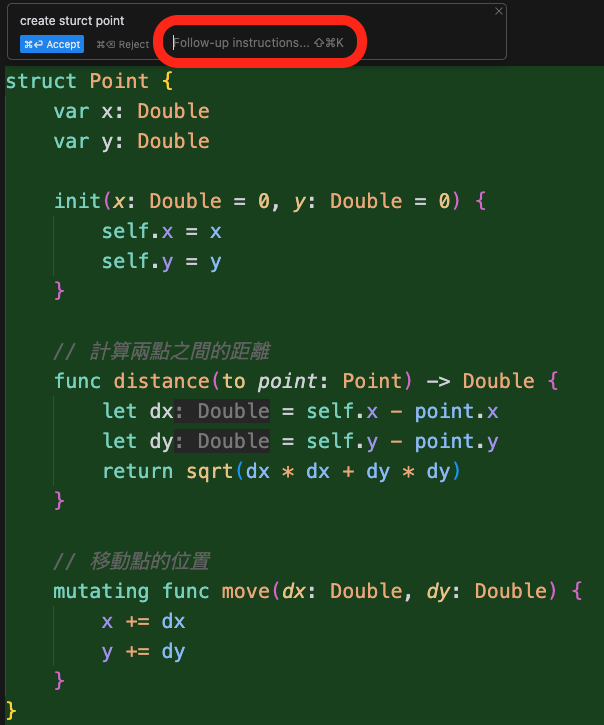 create sturct point
⌘⏎ Accept ⌘⌫ Reject Follow-up instructions... ⇧⌘K
struct Point {
    var x: Double
    var y: Double

    init(x: Double = 0, y: Double = 0) {
        self.x = x
        self.y = y
    }

    // 計算兩點之間的距離
    func distance(to point: Point) -> Double {
        let dx: Double = self.x - point.x
        let dy: Double = self.y - point.y
        return sqrt(dx * dx + dy * dy)
    }

    // 移動點的位置
    mutating func move(dx: Double, dy: Double) {
        x += dx
        y += dy
    }
}